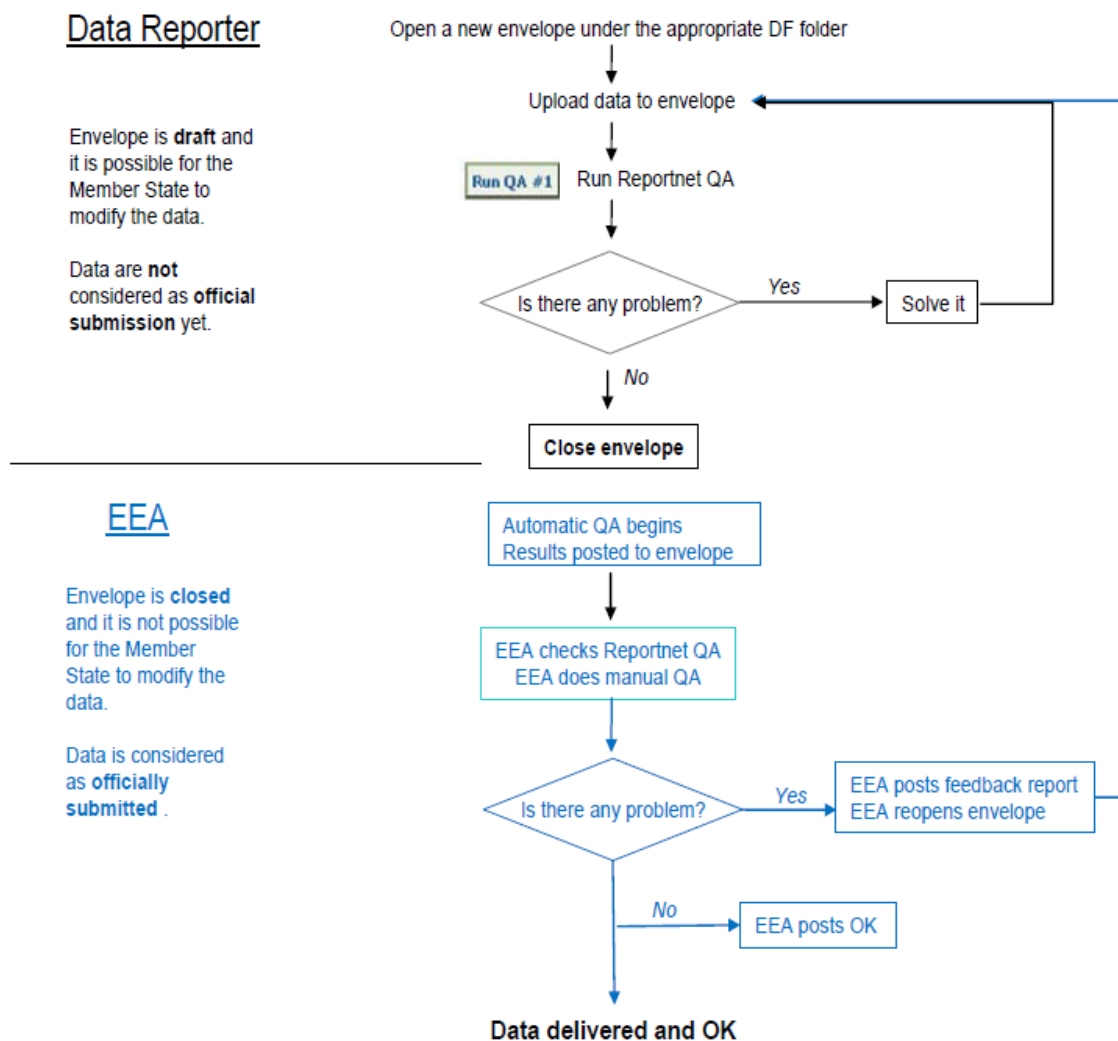 Data Reporter
Open a new envelope under the appropriate DF folder
Upload data to envelope
Envelope is draft and
it is possible for the
Member State to
modify the data.
Data are not
considered as official
submission yet.
Run QA #1
Run Reportnet QA
Is there any problem?
Yes
Solve it
No
Close envelope
EEA
Envelope is closed
and it is not possible
for the Member
State to modify the
data.
Data is considered
as officially
submitted .
Automatic QA begins
Results posted to envelope
EEA checks Reportnet QA
EEA does manual QA
Is there any problem?
Yes
EEA posts feedback report
EEA reopens envelope
No
EEA posts OK
Data delivered and OK